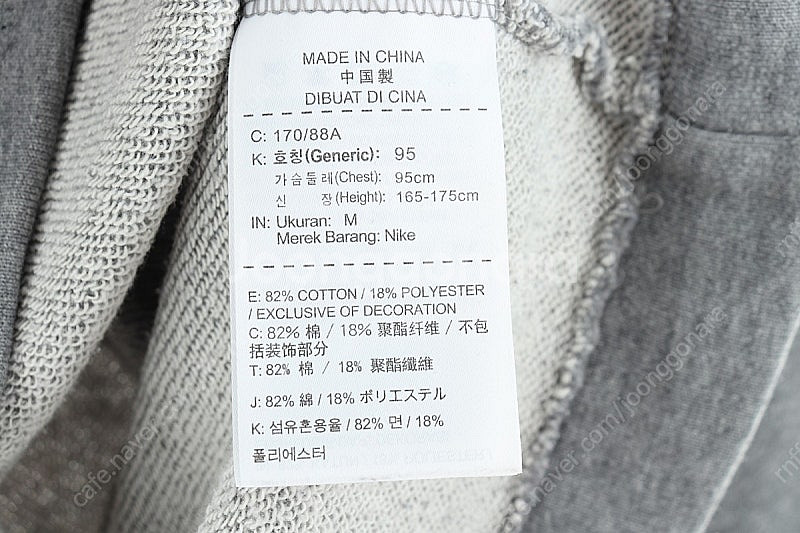 MADE IN CHINA
中国製
DIBUAT DI CINA
C: 170/88A
K: 호칭(Generic): 95
가슴둘레(Chest): 95cm
신 장(Height): 165-175cm
IN: Ukuran: M
Merek Barang: Nike
E: 82% COTTON / 18% POLYESTER
/ EXCLUSIVE OF DECORATION
C: 82% 棉 / 18% 聚酯纤维 / 不包
括装饰部分
T: 82% 棉 / 18% 聚酯纖維
J: 82% 綿 / 18% ポリエステル
K: 섬유혼용율 / 82% 면 / 18%
폴리에스터
cafe.naver
naver.com/joonggonara